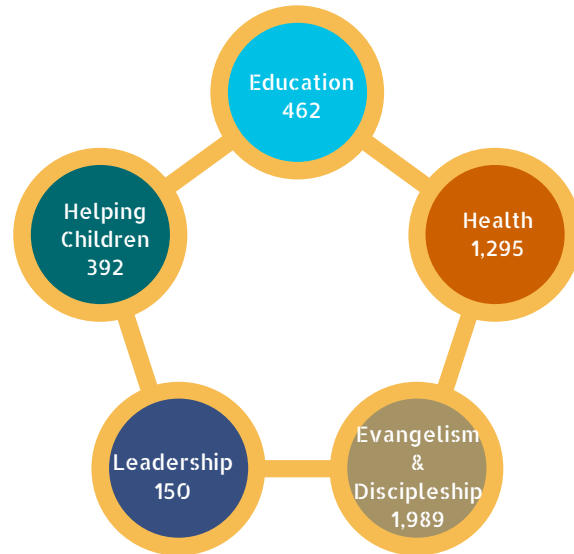 Education
462
Helping
Children
392
Health
1,295
Leadership
150
Evangelism
&
Discipleship
1,989